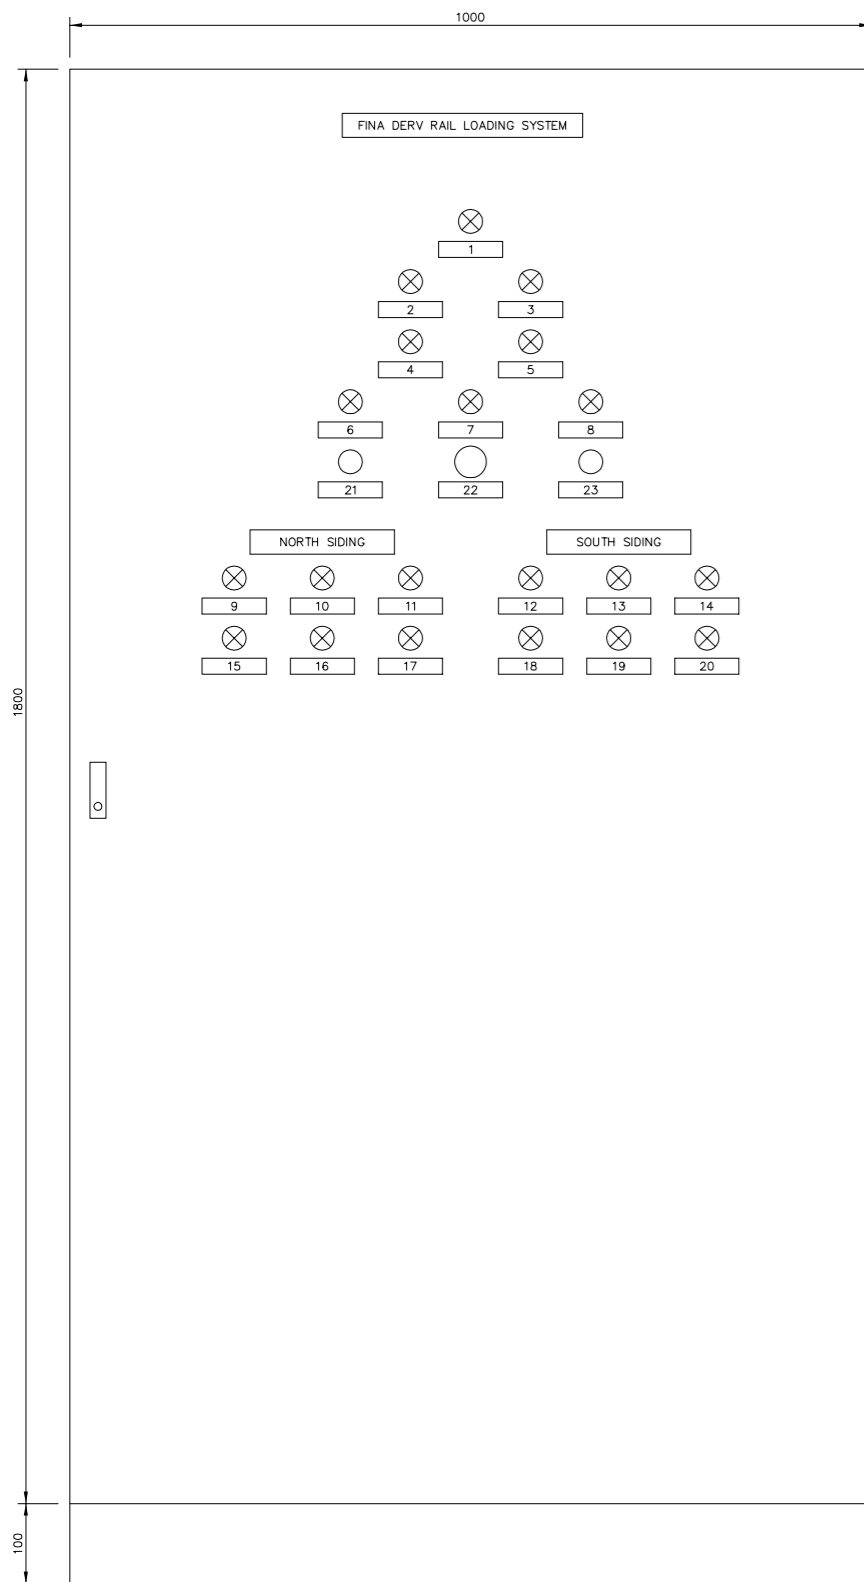 1000
FINA DERV RAIL LOADING SYSTEM
1
2 3
4 5
6 7 8
21 22 23
NORTH SIDING SOUTH SIDING
9 10 11 12 13 14
15 16 17 18 19 20
1800
100